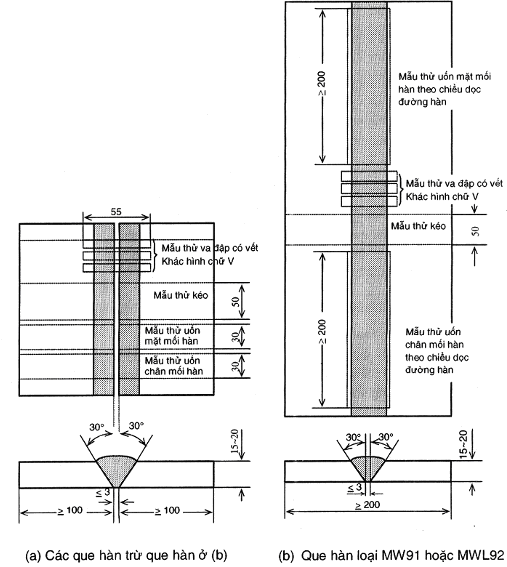 55
Mẫu thử va đập có vết
Khác hình chữ V
Mẫu thử kéo
50
Mẫu thử uốn
mặt mối hàn
30
Mẫu thử uốn
chân mối hàn
30
30°
30°
15~20
≤ 3
≥ 100
≥ 100
(a) Các que hàn trừ que hàn ở (b)
≥ 200
Mẫu thử uốn mặt mối
hàn theo chiều dọc
đường hàn
Mẫu thử va đập có vết
Khác hình chữ V
Mẫu thử kéo
50
≥ 200
Mẫu thử uốn
chân mối hàn
theo chiều dọc
đường hàn
30°
30°
15~20
≤ 3
≥ 200
(b) Que hàn loại MW91 hoặc MWL92